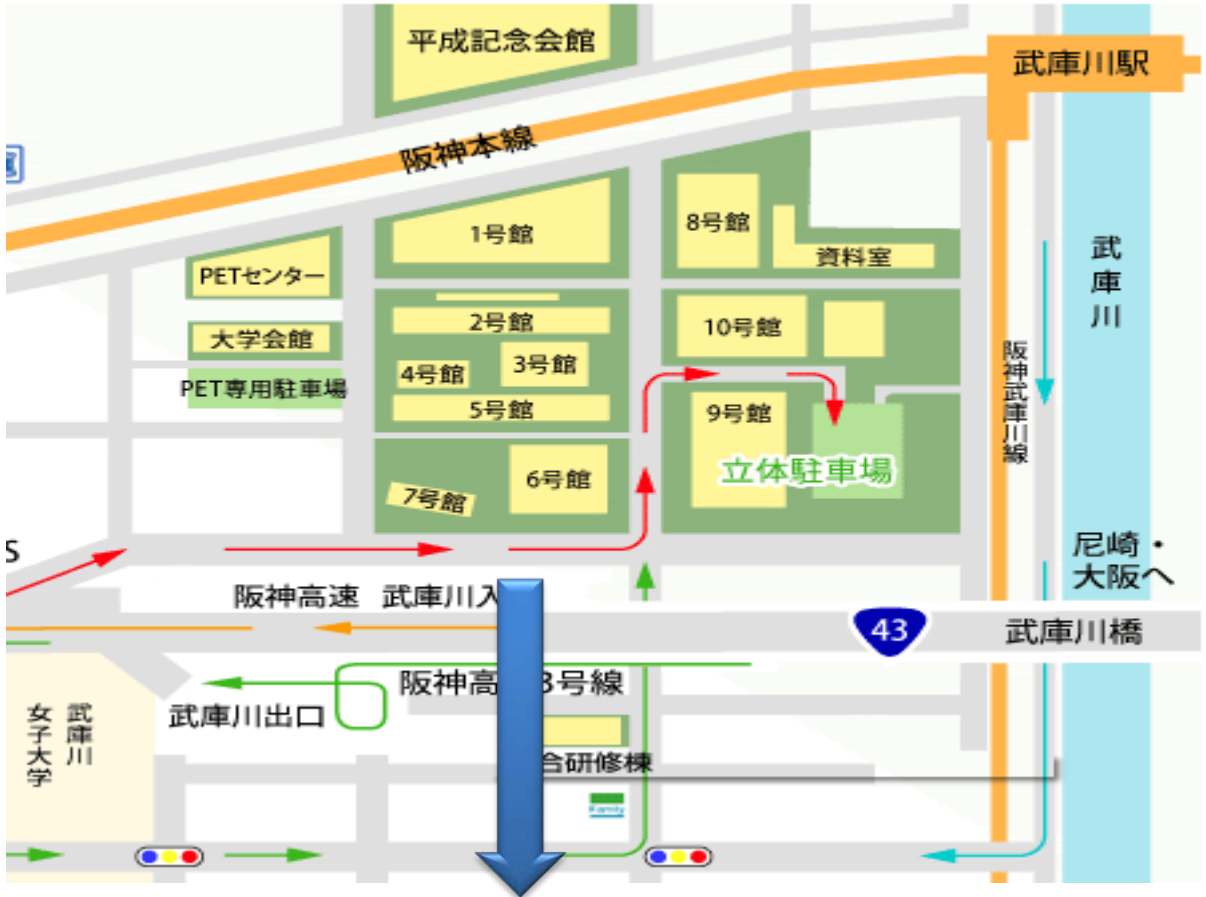 平成記念会館
武庫川駅
阪神本線
1号館
8号館
資料室
武庫川
PETセンター
2号館
10号館
大学会館
3号館
4号館
PET専用駐車場
5号館
9号館
阪神武庫川線
立体駐車場
6号館
7号館
S
尼崎・
大阪へ
阪神高速 武庫川入
43
武庫川橋
阪神高
3号線
武庫川出口
武庫川
女子大学
合研修棟
Family